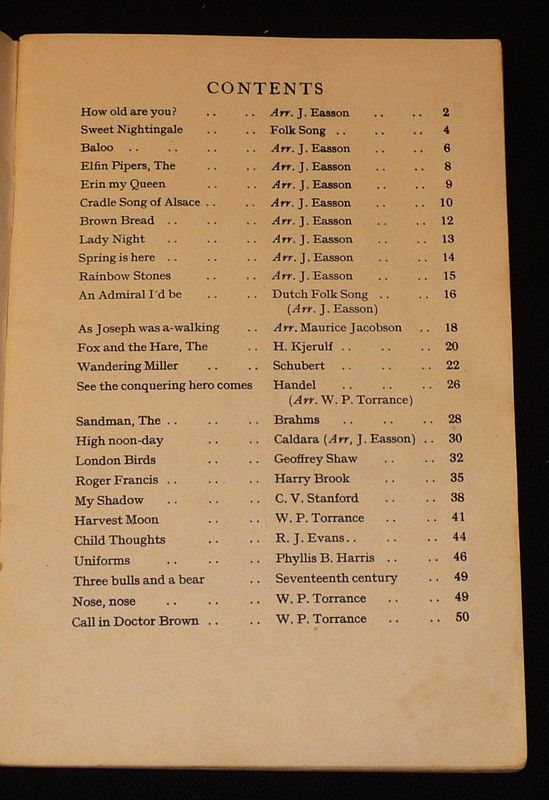 CONTENTS
How old are you? .. .. Arr. J. Easson .. .. 2
Sweet Nightingale .. .. Folk Song .. .. .. 4
Baloo .. .. .. .. Arr. J. Easson .. .. 6
Elfin Pipers, The .. .. Arr. J. Easson .. .. 8
Erin my Queen .. .. Arr. J. Easson .. .. 9
Cradle Song of Alsace .. .. Arr. J. Easson .. .. 10
Brown Bread .. .. .. Arr. J. Easson .. .. 12
Lady Night .. .. .. Arr. J. Easson .. .. 13
Spring is here .. .. .. Arr. J. Easson .. .. 14
Rainbow Stones .. .. Arr. J. Easson .. .. 15
An Admiral I'd be .. .. Dutch Folk Song .. .. 16
(Arr. J. Easson)
As Joseph was a-walking .. Arr. Maurice Jacobson .. 18
Fox and the Hare, The .. H. Kjerulf .. .. .. 20
Wandering Miller .. .. Schubert .. .. .. 22
See the conquering hero comes Handel .. .. .. 26
(Arr. W. P. Torrance)
Sandman, The .. .. .. Brahms .. .. .. 28
High noon-day .. .. Caldara (Arr, J. Easson) .. 30
London Birds .. .. Geoffrey Shaw .. .. 32
Roger Francis .. .. .. Harry Brook .. .. 35
My Shadow .. .. .. C. V. Stanford .. .. 38
Harvest Moon .. .. W. P. Torrance .. .. 41
Child Thoughts .. .. R. J. Evans .. .. .. 44
Uniforms .. .. .. Phyllis B. Harris .. .. 46
Three bulls and a bear .. Seventeenth century .. 49
Nose, nose .. .. .. W. P. Torrance .. .. 49
Call in Doctor Brown .. .. W. P. Torrance .. .. 50